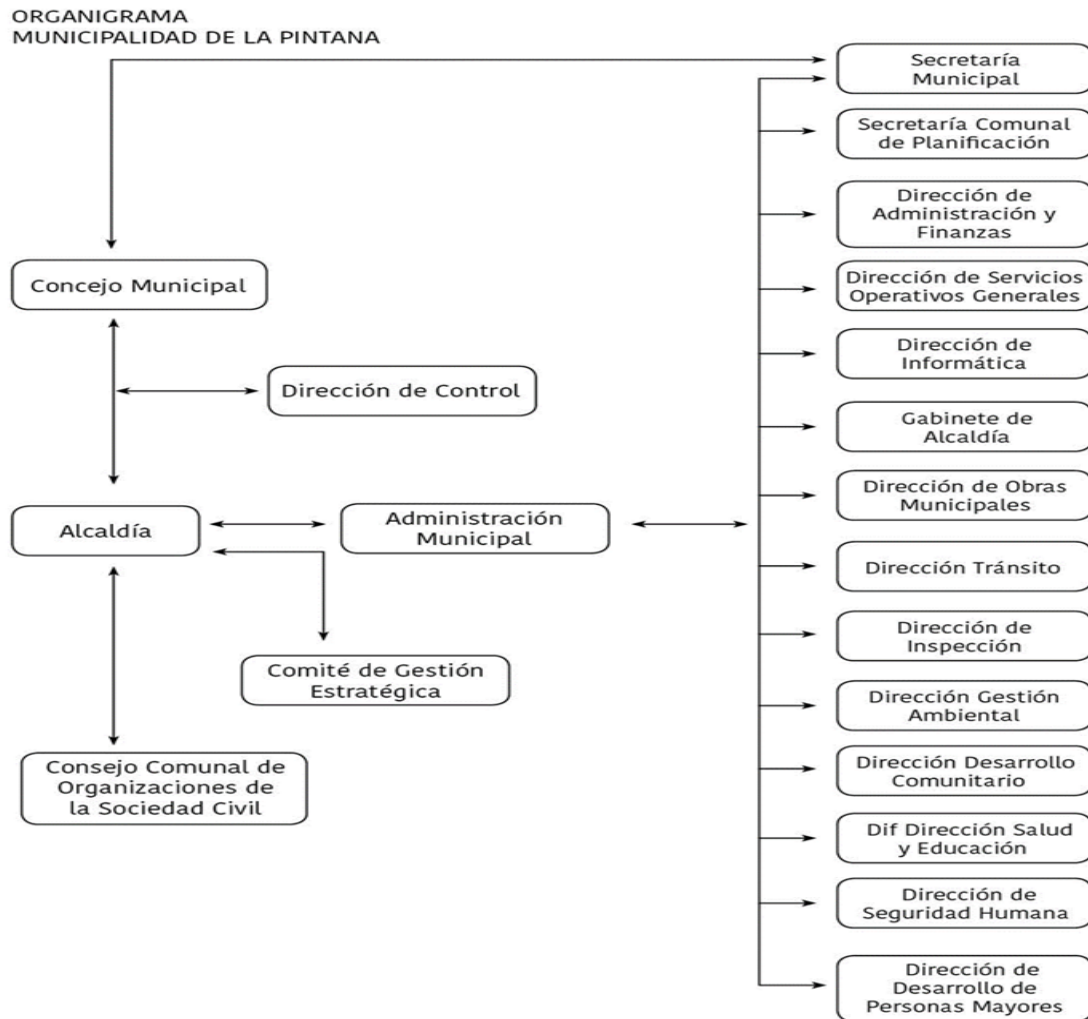 ORGANIGRAMA
MUNICIPALIDAD DE LA PINTANA
Secretaría
Municipal
Secretaría Comunal
de Planificación
Dirección de
Administración y
Finanzas
Concejo Municipal
Dirección de Servicios
Operativos Generales
Dirección de
Informática
Dirección de Control
Gabinete de
Alcaldía
Dirección de Obras
Municipales
Alcaldía
Administración
Municipal
Dirección Tránsito
Dirección de
Inspección
Comité de Gestión
Estratégica
Dirección Gestión
Ambiental
Consejo Comunal de
Organizaciones de
la Sociedad Civil
Dirección Desarrollo
Comunitario
Dif Dirección Salud
y Educación
Dirección de
Seguridad Humana
Dirección de
Desarrollo de
Personas Mayores